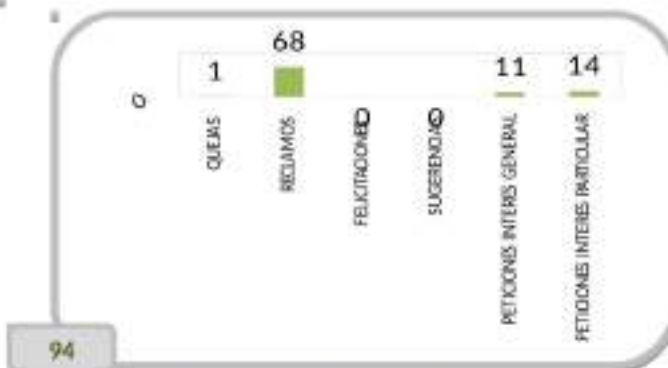 68
1
11
14
0
0
0
QUEJAS
RECLAMOS
FELICITACIONES
SUGERENCIAS
PETICIONES INTERES GENERAL
PETICIONES INTERES PARTICULAR
94